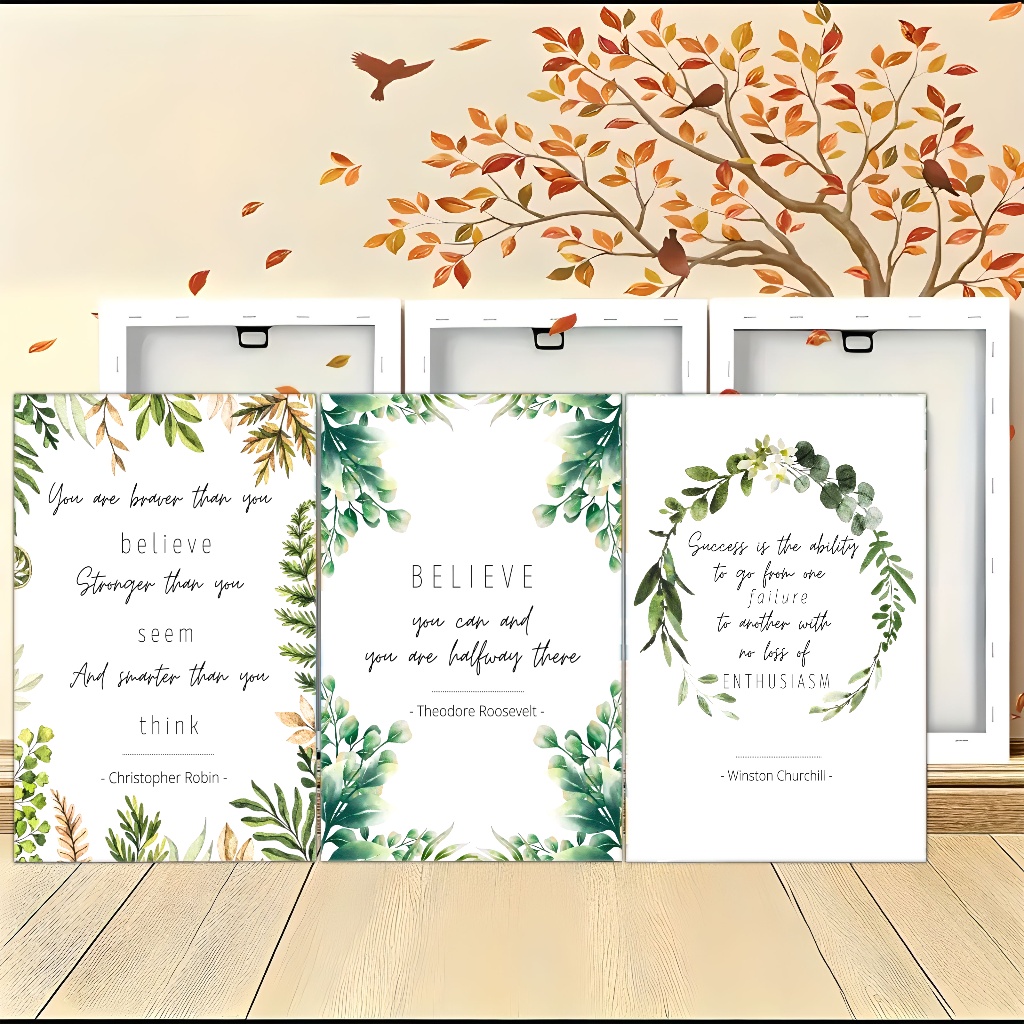 You are braver than you
believe
Stronger than you
seem
And smarter than you
think
- Christopher Robin -
BELIEVE
you can and
you are halfway there
- Theodore Roosevelt -
Success is the ability
to go from one
failure
to another with
no loss of
ENTHUSIASM
- Winston Churchill -